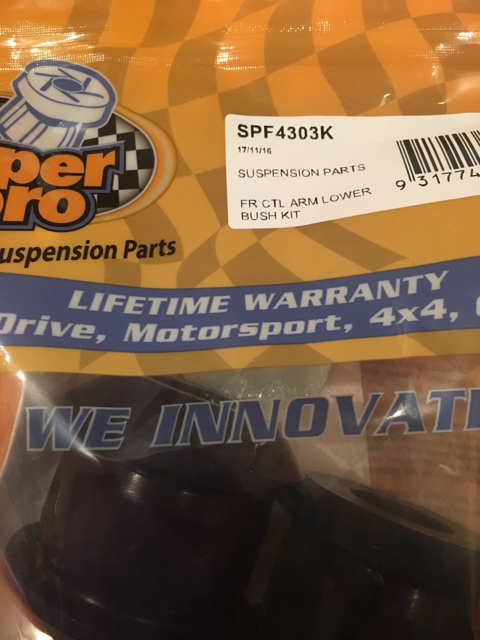 per
pro
uspension Parts
SPF4303K
17/11/16
SUSPENSION PARTS
FR CTL ARM LOWER
BUSH KIT
9 31774
LIFETIME WARRANTY
Drive, Motorsport, 4x4,
WE INNOVAT